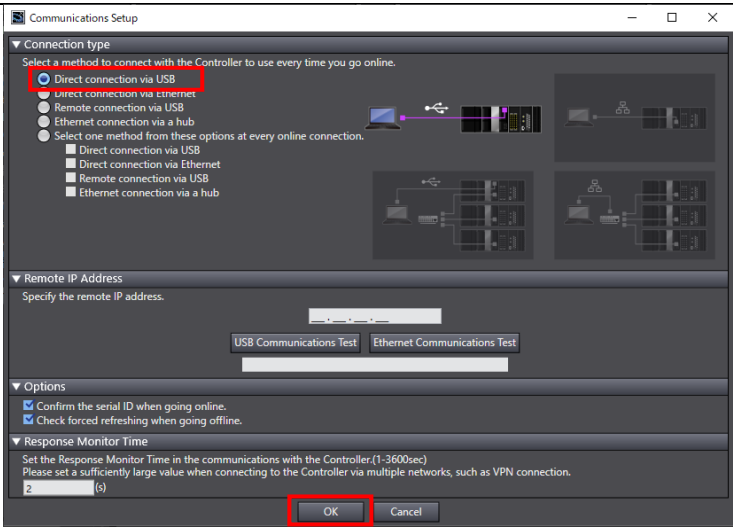 Communications Setup
▼ Connection type
Select a method to connect with the Controller to use every time you go online.
Direct connection via USB
Direct connection via Ethernet
Remote connection via USB
Ethernet connection via a hub
Select one method from these options at every online connection.
Direct connection via USB
Direct connection via Ethernet
Remote connection via USB
Ethernet connection via a hub
▼ Remote IP Address
Specify the remote IP address.
__.__.__.__
USB Communications Test
Ethernet Communications Test
▼ Options
Confirm the serial ID when going online.
Check forced refreshing when going offline.
▼ Response Monitor Time
Set the Response Monitor Time in the communications with the Controller.(1-3600sec)
Please set a sufficiently large value when connecting to the Controller via multiple networks, such as VPN connection.
2 (s)
OK
Cancel